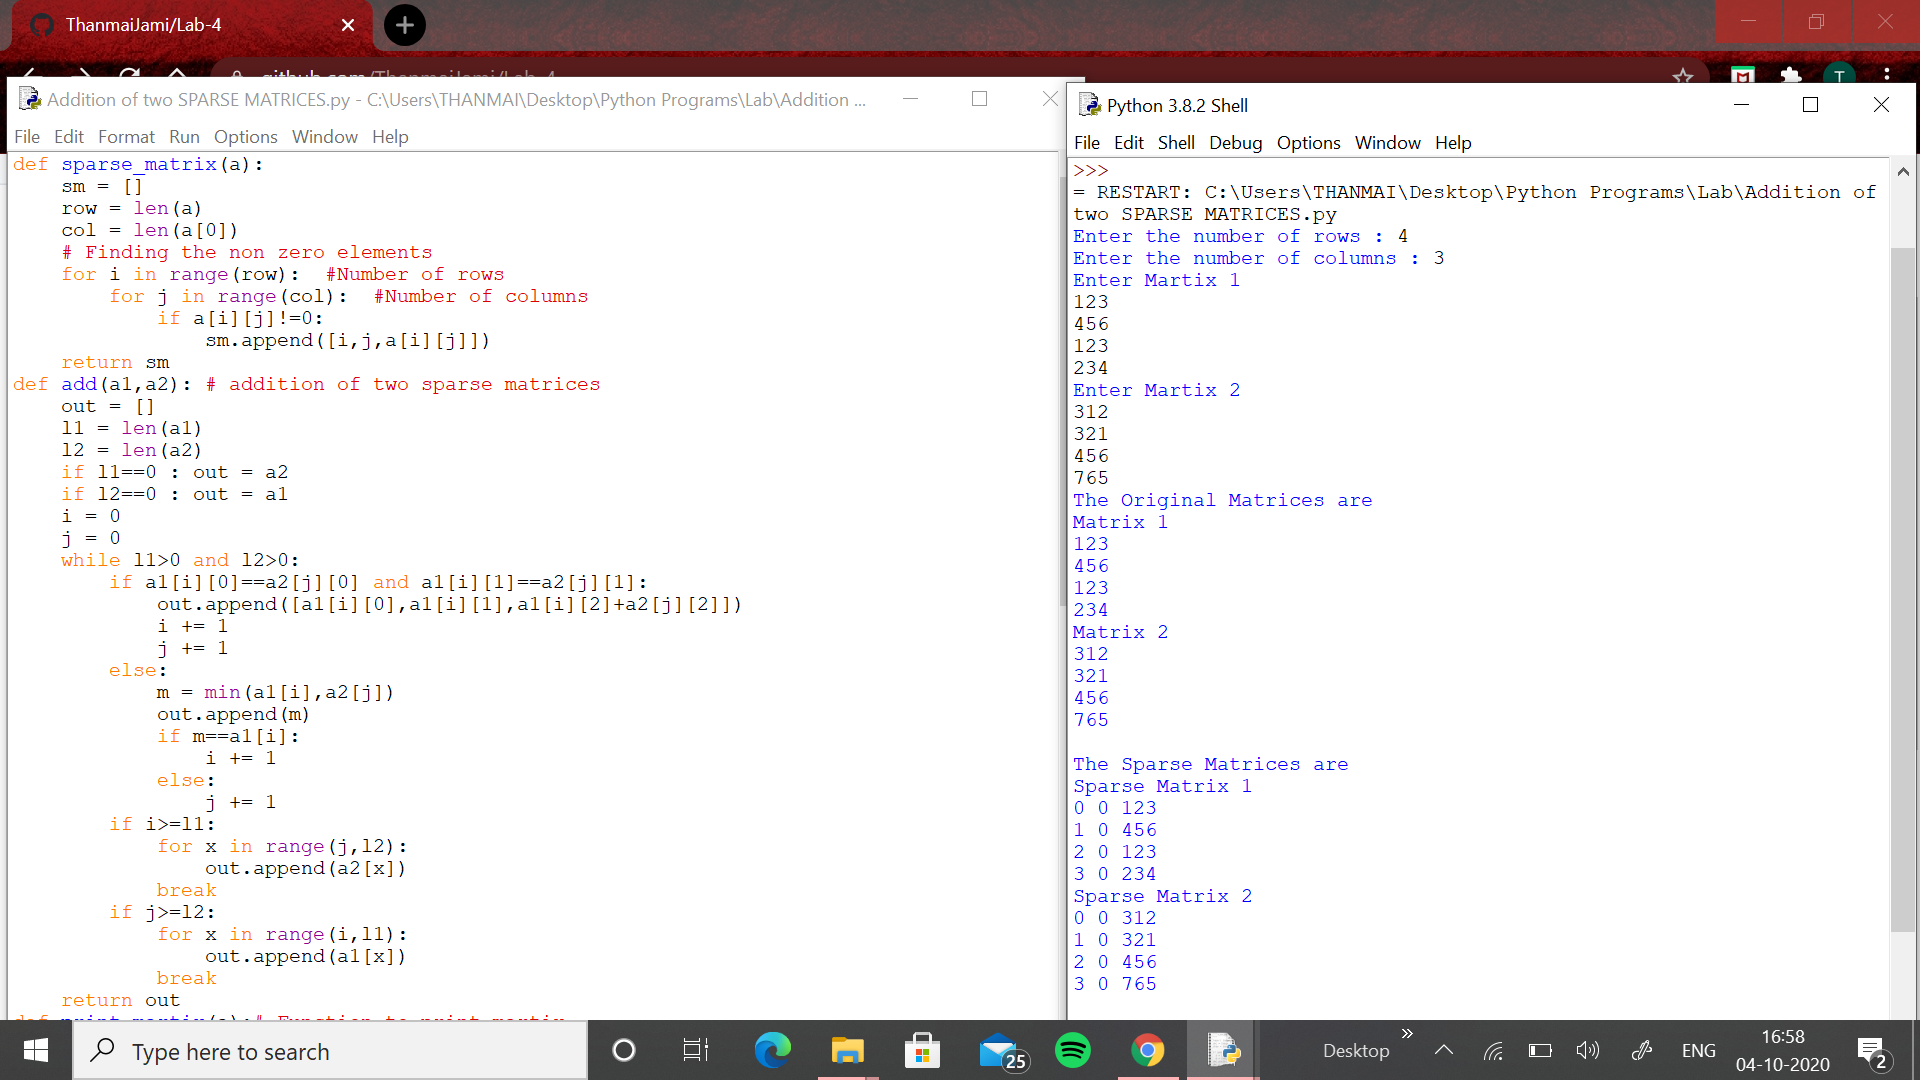 ThanmaiJami/Lab-4
github.com/ThanmaiJami/Lab-4
Addition of two SPARSE MATRICES.py - C:\Users\THANMAI\Desktop\Python Programs\Lab\Addition ...
File Edit Format Run Options Window Help
def sparse_matrix(a):
    sm = []
    row = len(a)
    col = len(a[0])
    # Finding the non zero elements
    for i in range(row):  #Number of rows
        for j in range(col):  #Number of columns
            if a[i][j]!=0:
                sm.append([i,j,a[i][j]])
    return sm
def add(a1,a2): # addition of two sparse matrices
    out = []
    l1 = len(a1)
    l2 = len(a2)
    if l1==0 : out = a2
    if l2==0 : out = a1
    i = 0
    j = 0
    while l1>0 and l2>0:
        if a1[i][0]==a2[j][0] and a1[i][1]==a2[j][1]:
            out.append([a1[i][0],a1[i][1],a1[i][2]+a2[j][2]])
            i += 1
            j += 1
        else:
            m = min(a1[i],a2[j])
            out.append(m)
            if m==a1[i]:
                i += 1
            else:
                j += 1
        if i>=l1:
            for x in range(j,l2):
                out.append(a2[x])
            break
        if j>=l2:
            for x in range(i,l1):
                out.append(a1[x])
            break
    return out
def print_martix(a):# Function to print martix
Python 3.8.2 Shell
File Edit Shell Debug Options Window Help
>>>
= RESTART: C:\Users\THANMAI\Desktop\Python Programs\Lab\Addition of
two SPARSE MATRICES.py
Enter the number of rows : 4
Enter the number of columns : 3
Enter Martix 1
123
456
123
234
Enter Martix 2
312
321
456
765
The Original Matrices are
Matrix 1
123
456
123
234
Matrix 2
312
321
456
765
The Sparse Matrices are
Sparse Matrix 1
0 0 123
1 0 456
2 0 123
3 0 234
Sparse Matrix 2
0 0 312
1 0 321
2 0 456
3 0 765
Type here to search
25
Desktop
ENG
16:58
04-10-2020
2
T